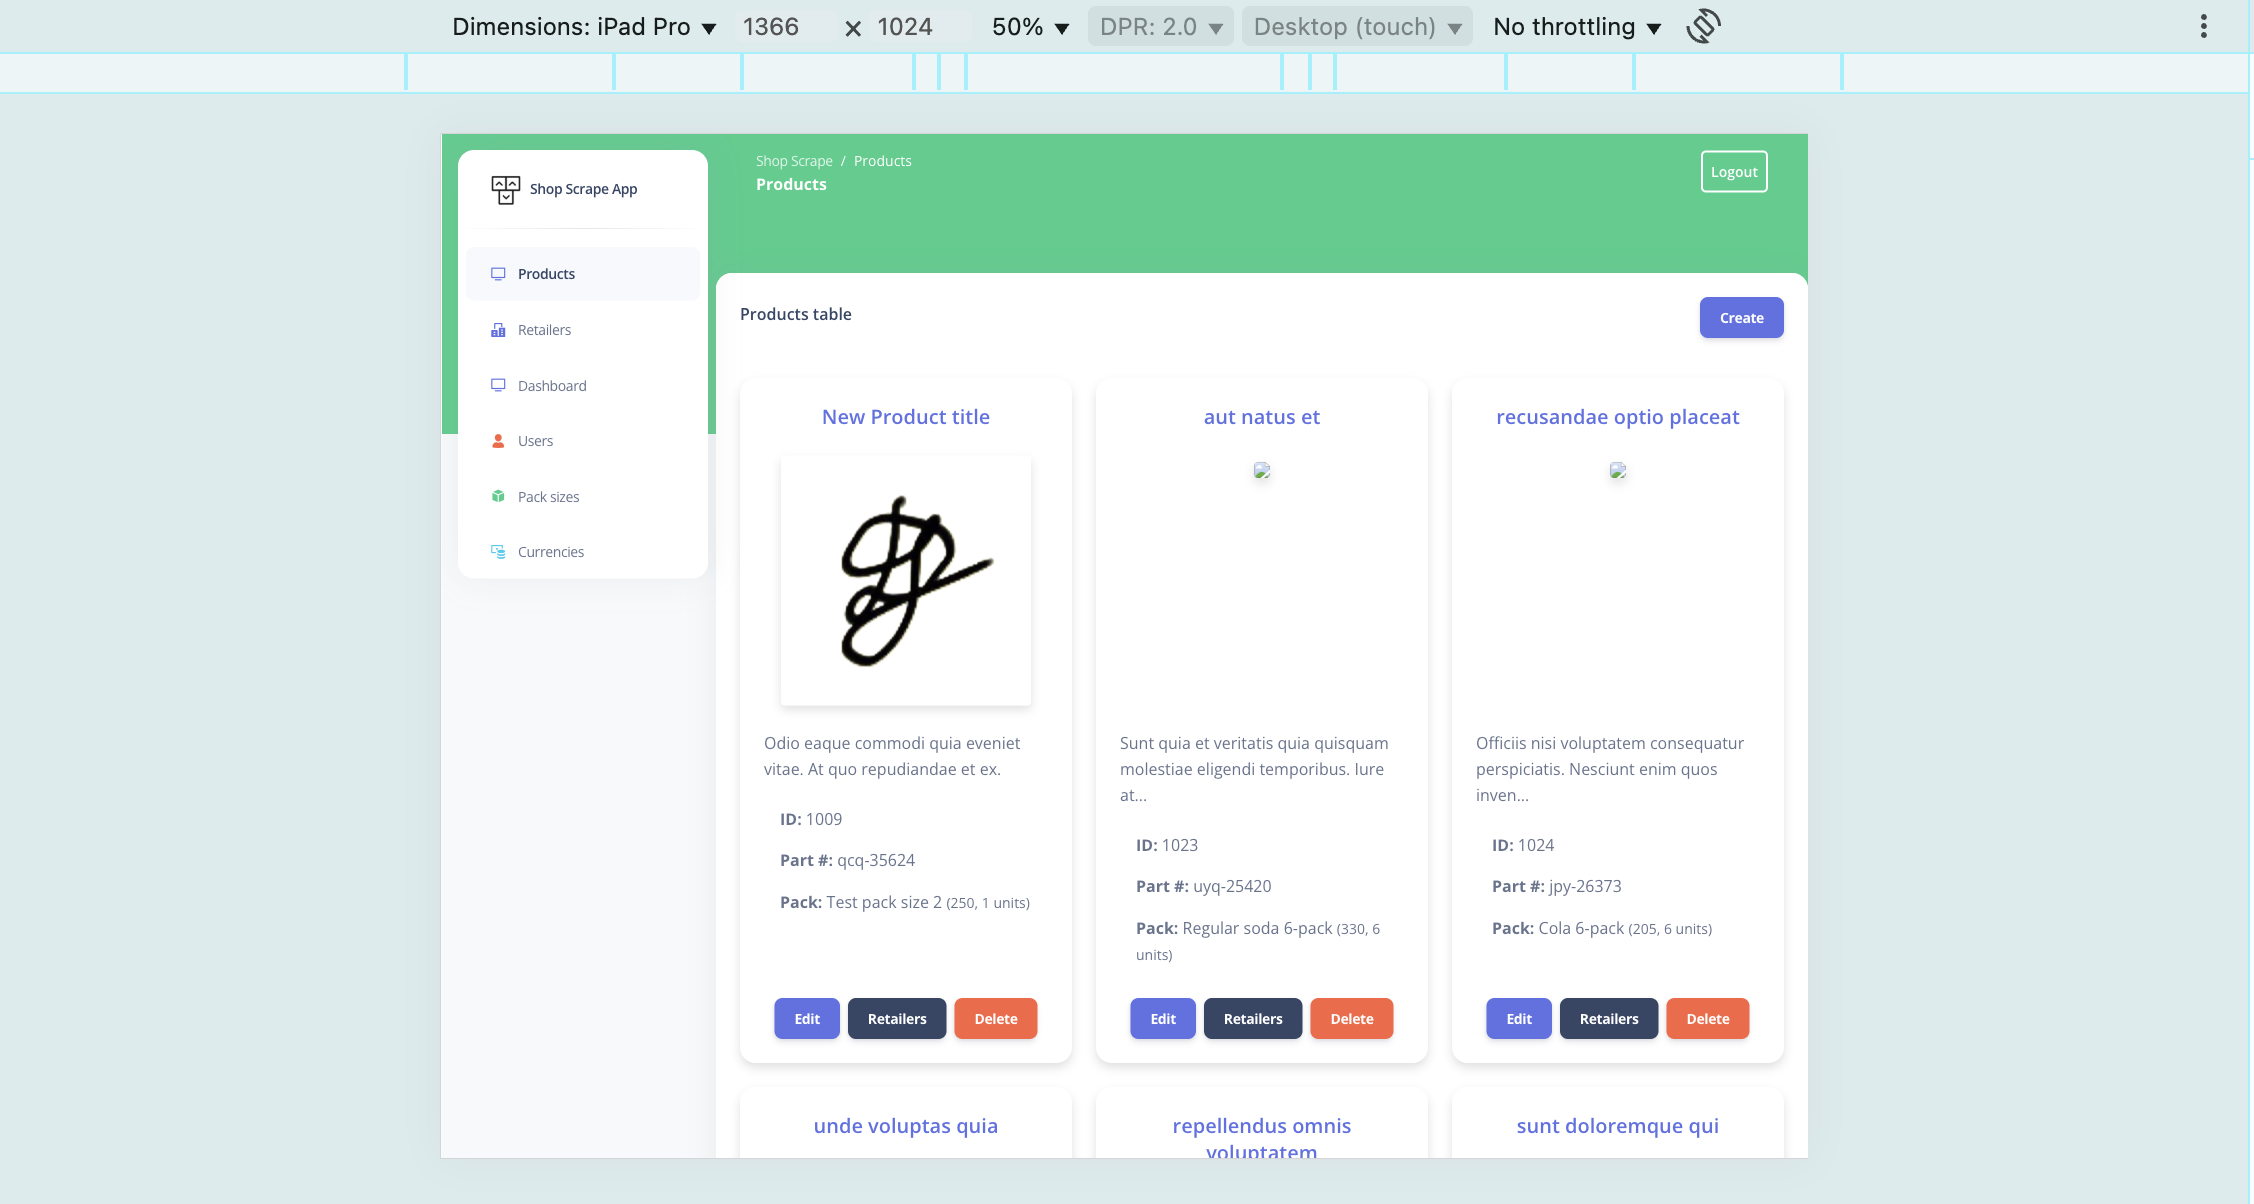 Dimensions: iPad Pro 1366 × 1024 50% DPR: 2.0 Desktop (touch) No throttling
Shop Scrape App
Products
Retailers
Dashboard
Users
Pack sizes
Currencies
Shop Scrape / Products
Products
Logout
Products table
Create
New Product title
Odio eaque commodi quia eveniet
vitae. At quo repudiandae et ex.
ID: 1009
Part #: qcq-35624
Pack: Test pack size 2 (250, 1 units)
Edit Retailers Delete
aut natus et
Sunt quia et veritatis quia quisquam
molestiae eligendi temporibus. Iure
at...
ID: 1023
Part #: uyq-25420
Pack: Regular soda 6-pack (330, 6
units)
Edit Retailers Delete
recusandae optio placeat
Officiis nisi voluptatem consequatur
perspiciatis. Nesciunt enim quos
inven...
ID: 1024
Part #: jpy-26373
Pack: Cola 6-pack (205, 6 units)
Edit Retailers Delete
unde voluptas quia
repellendus omnis
voluptatem
sunt doloremque qui